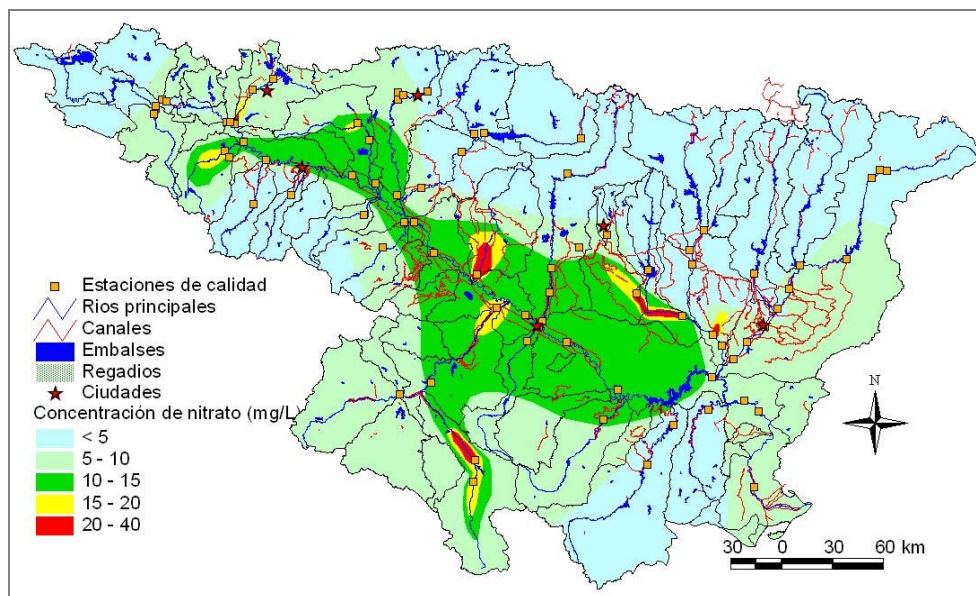 Estaciones de calidad
Rios principales
Canales
Embalses
Regadios
Ciudades
Concentración de nitrato (mg/L
< 5
5 - 10
10 - 15
15 - 20
20 - 40
N
30 0 30 60 km